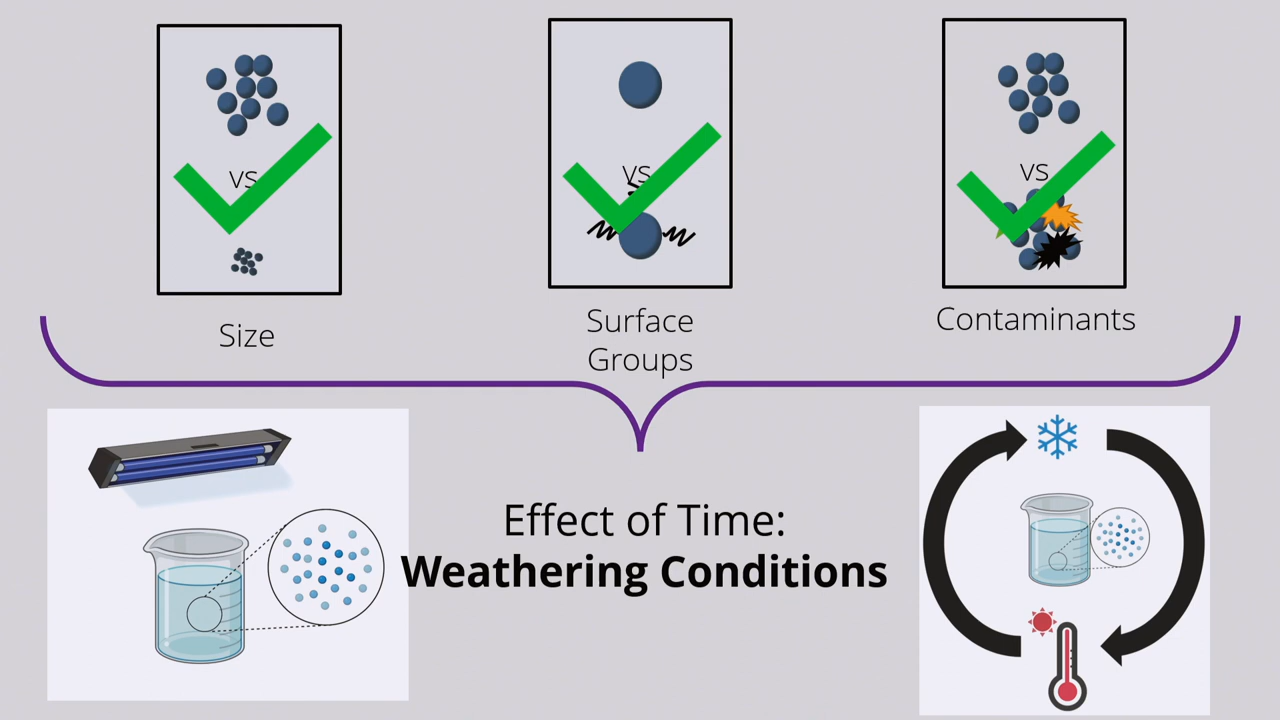 vs
vs
vs
Size
Surface
Groups
Contaminants
Effect of Time:
Weathering Conditions